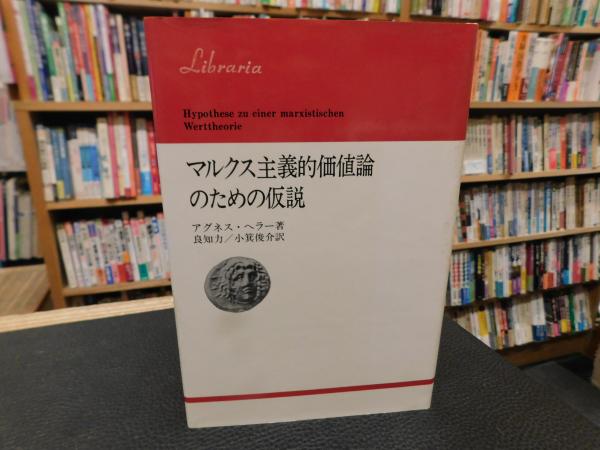 Libraria
Hypothese zu einer marxistischen
Werttheorie
マルクス主義的価値論
のための仮説
アグネス・ヘラー著
良知力／小箕俊介訳